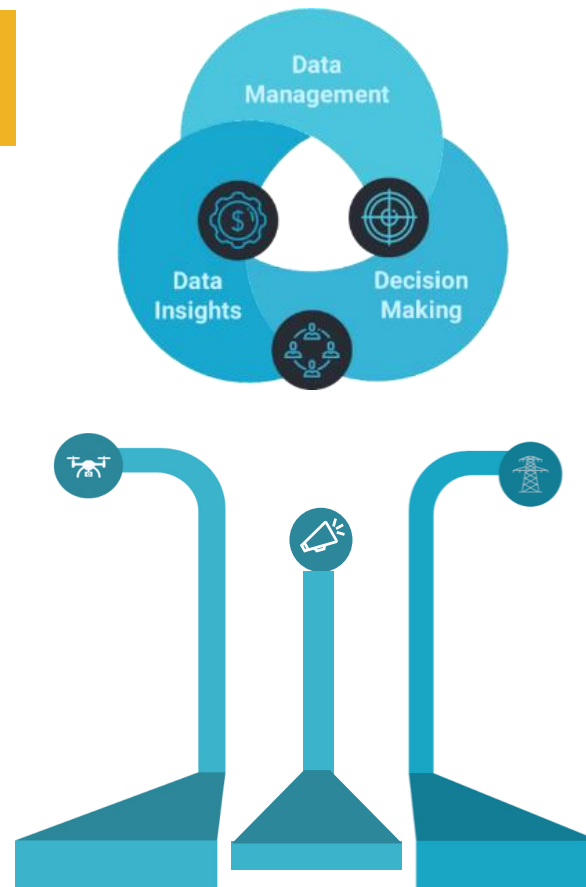 Data
Management
Data
Insights
Decision
Making
$